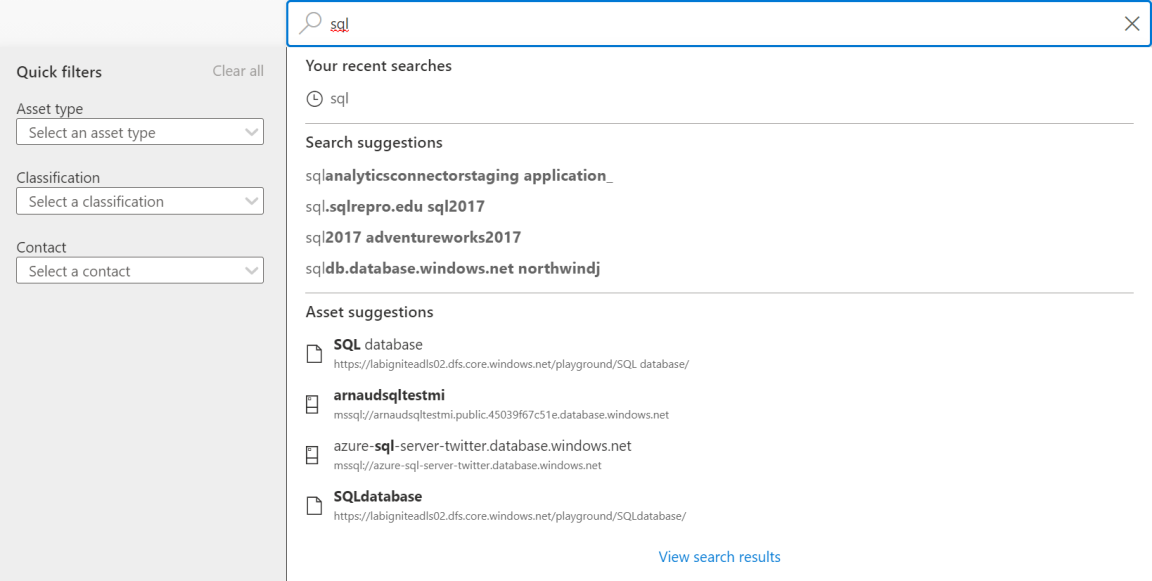 sql
Quick filters
Clear all
Asset type
Select an asset type
Classification
Select a classification
Contact
Select a contact
Your recent searches
sql
Search suggestions
sqlanalyticsconnectorstaging application_
sql.sqlrepro.edu sql2017
sql2017 adventureworks2017
sqldb.database.windows.net northwindj
Asset suggestions
SQL database
https://labigniteadls02.dfs.core.windows.net/playground/SQL database/
arnaudsqltestmi
mssql://arnaudsqltestmi.public.45039f67c51e.database.windows.net
azure-sql-server-twitter.database.windows.net
mssql://azure-sql-server-twitter.database.windows.net
SQLdatabase
https://labigniteadls02.dfs.core.windows.net/playground/SQLdatabase/
View search results